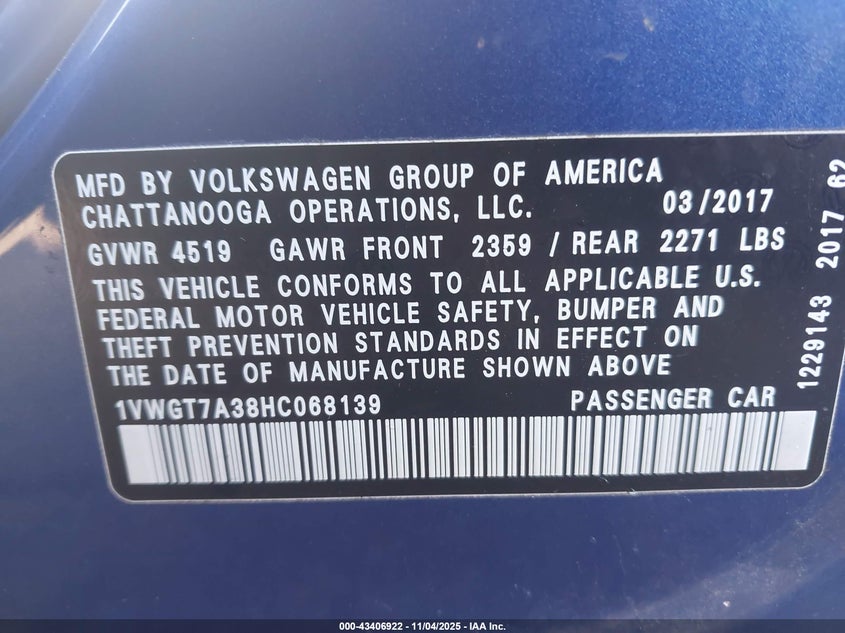 MFD BY VOLKSWAGEN GROUP OF AMERICA
CHATTANOOGA OPERATIONS, LLC. 03/2017
GVWR 4519 GAWR FRONT 2359 / REAR 2271 LBS
THIS VEHICLE CONFORMS TO ALL APPLICABLE U.S.
FEDERAL MOTOR VEHICLE SAFETY, BUMPER AND
THEFT PREVENTION STANDARDS IN EFFECT ON
THE DATE OF MANUFACTURE SHOWN ABOVE
1VWGT7A38HC068139 PASSENGER CAR
1229143 2017 62
000-43406922 - 11/04/2025 - IAA Inc.